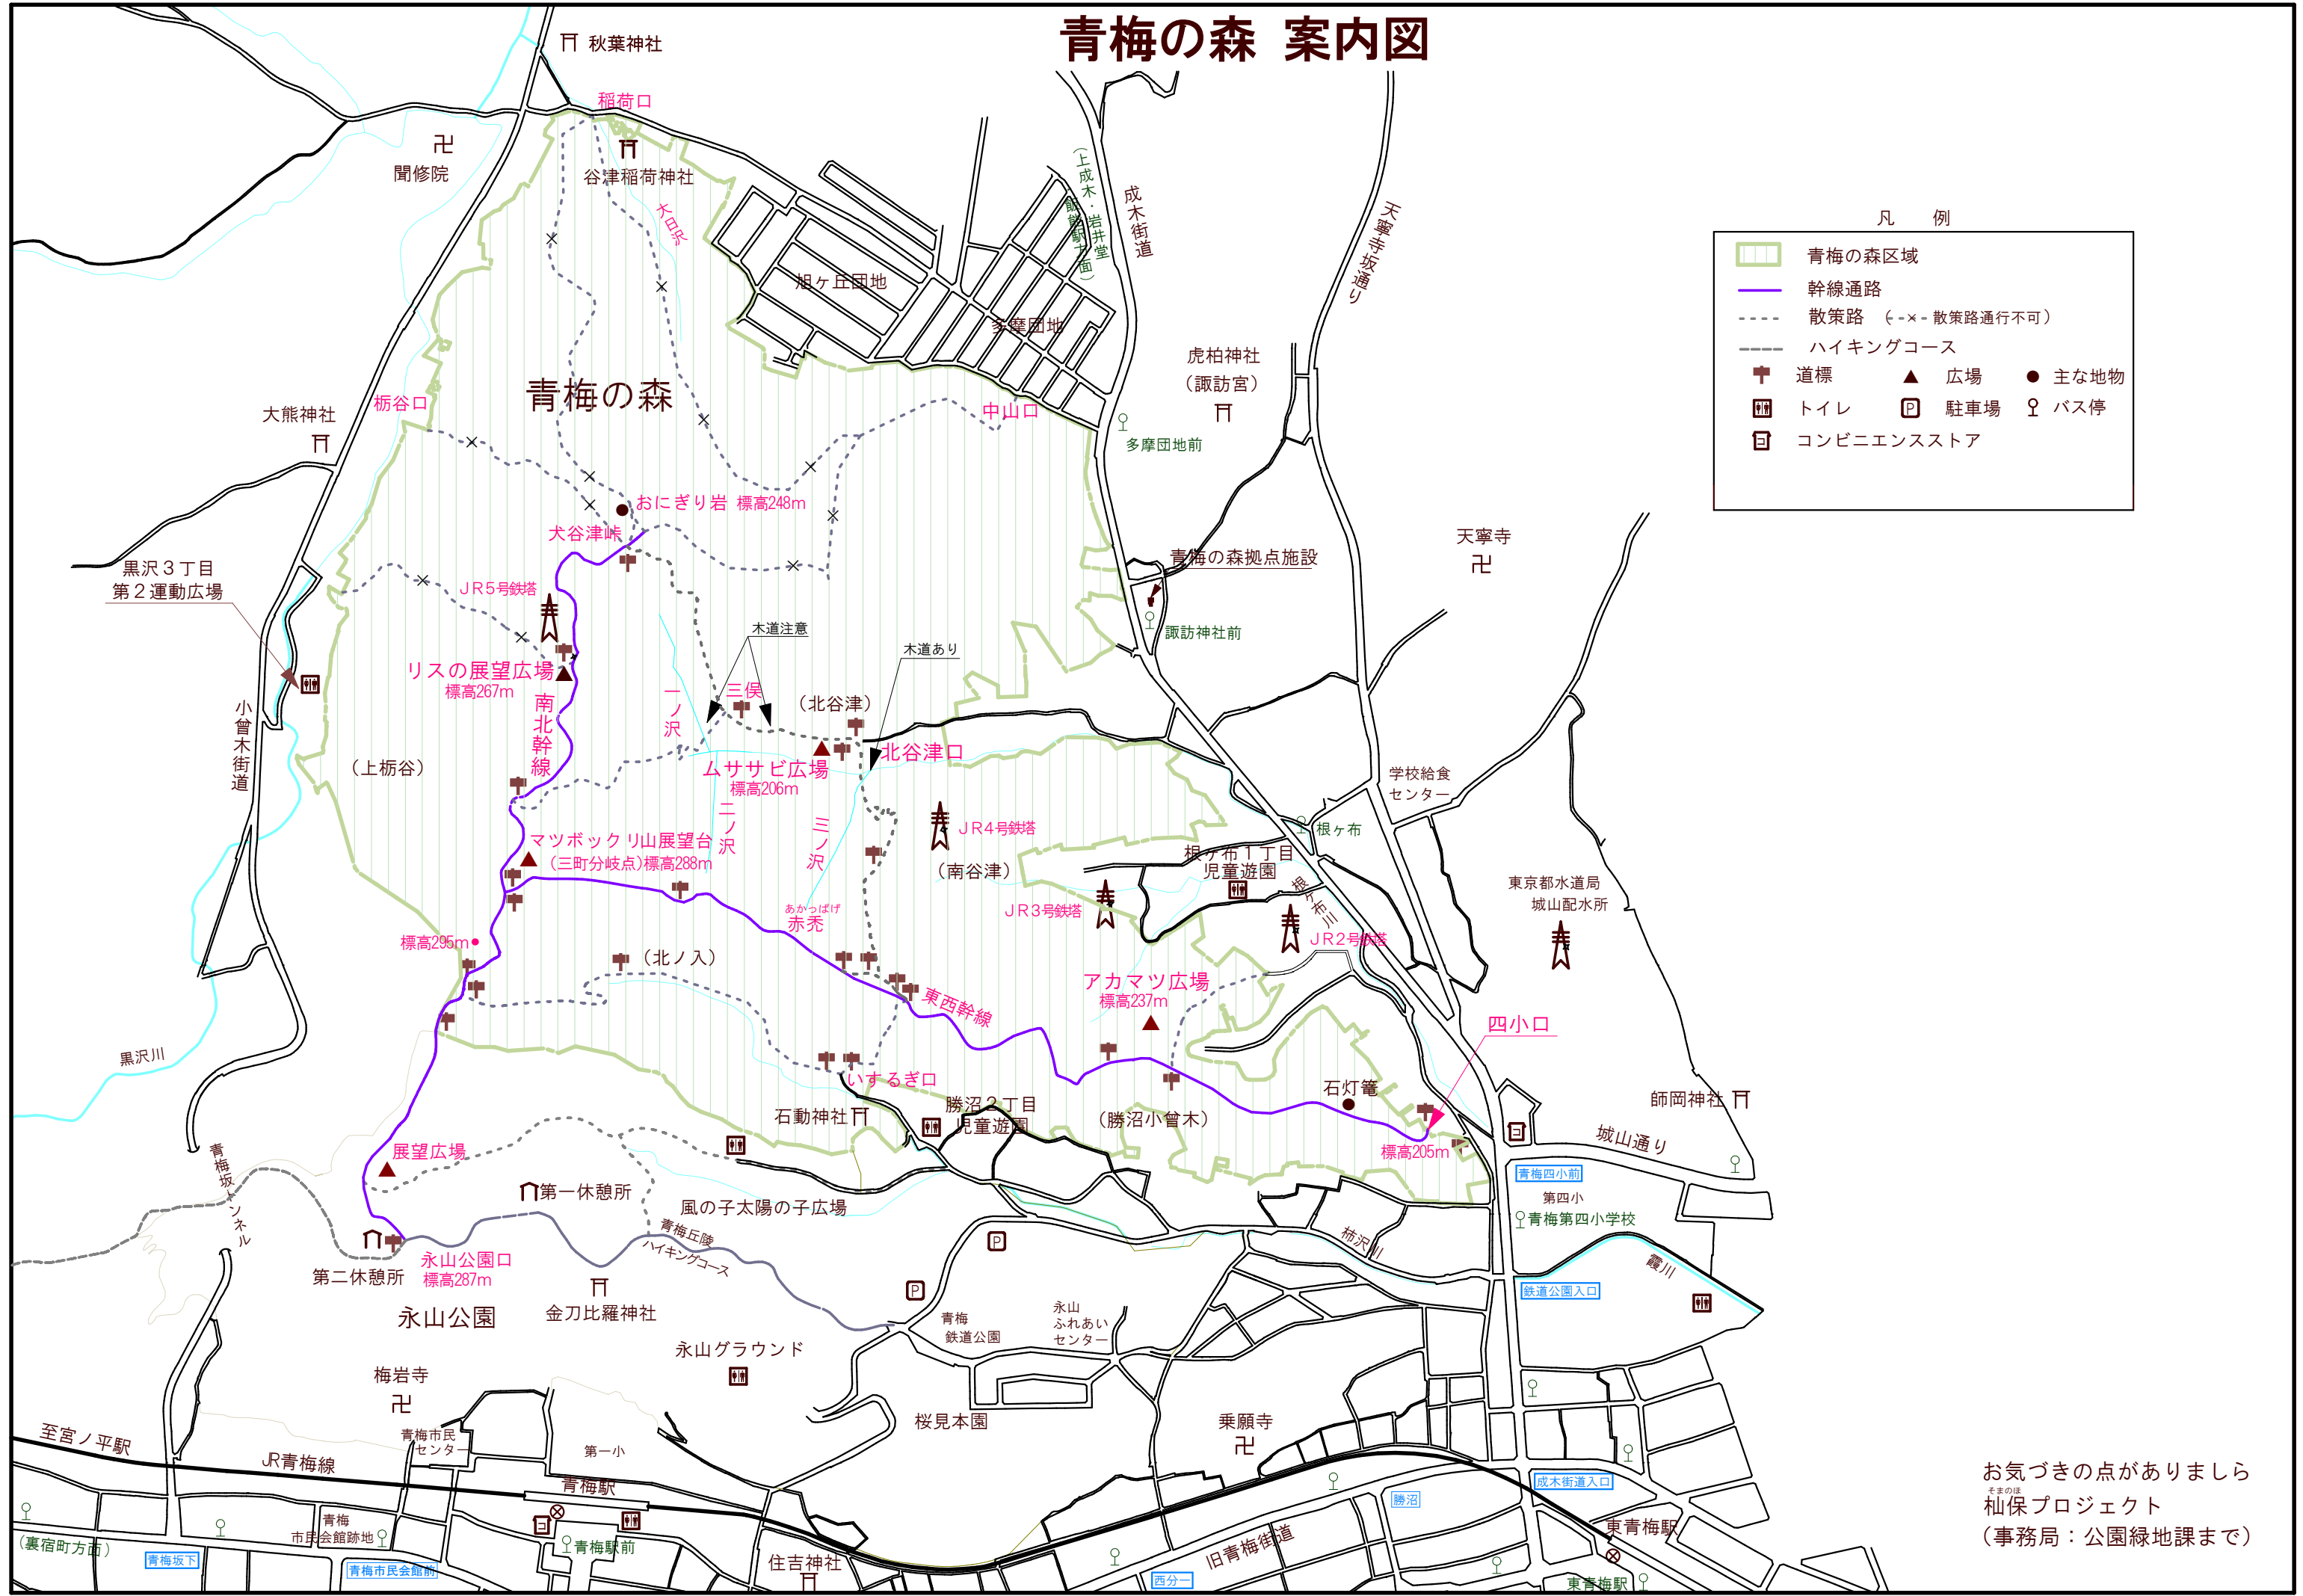 青梅の森 案内図
秋葉神社
稲荷口
聞修院
谷津稲荷神社
大日沢
(上成木・岩井堂
飯能駅方面)
成木街道
天寧寺坂通り
旭ヶ丘団地
多摩団地
凡 例
青梅の森区域
幹線通路
散策路 (--×-散策路通行不可)
ハイキングコース
道標
広場
主な地物
トイレ
P 駐車場
バス停
コンビニエンスストア
虎柏神社
(諏訪宮)
青梅の森
栃谷口
中山口
大熊神社
多摩団地前
おにぎり岩 標高248m
犬谷津峠
天寧寺
青梅の森拠点施設
黒沢3丁目
第2運動広場
JR5号鉄塔
木道注意
諏訪神社前
木道あり
リスの展望広場
標高267m
南北幹線
一ノ沢
三俣
(北谷津)
小曾木街道
(上栃谷)
北谷津口
ムササビ広場
標高206m
学校給食
センター
二ノ沢
三ノ沢
JR4号鉄塔
根ヶ布
マツボックリ山展望台
(三町分岐点)標高288m
(南谷津)
根ヶ布1丁目
児童遊園
根ヶ布川
東京都水道局
城山配水所
あかっぱげ
赤禿
JR3号鉄塔
JR2号鉄塔
標高295m
(北ノ入)
アカマツ広場
標高237m
東西幹線
四小口
黒沢川
いするぎ口
石灯篭
石動神社
勝沼2丁目
児童遊園
(勝沼小曾木)
師岡神社
城山通り
標高205m
青梅坂トンネル
展望広場
青梅四小前
第一休憩所
風の子太陽の子広場
第四小
青梅第四小学校
青梅丘陵
ハイキングコース
柿沢川
霞川
永山公園口
標高287m
第二休憩所
P
P
鉄道公園入口
金刀比羅神社
永山公園
青梅
鉄道公園
永山
ふれあい
センター
永山グラウンド
梅岩寺
桜見本園
乗願寺
至宮ノ平駅
青梅市民
センター
第一小
JR青梅線
青梅駅
成木街道入口
勝沼
お気づきの点がありましら
そまのほ
杣保プロジェクト
(事務局:公園緑地課まで)
青梅
市民会館跡地
(裏宿町方面)
青梅坂下
青梅市民会館前
青梅駅前
住吉神社
旧青梅街道
西分一
東青梅駅
東青梅駅